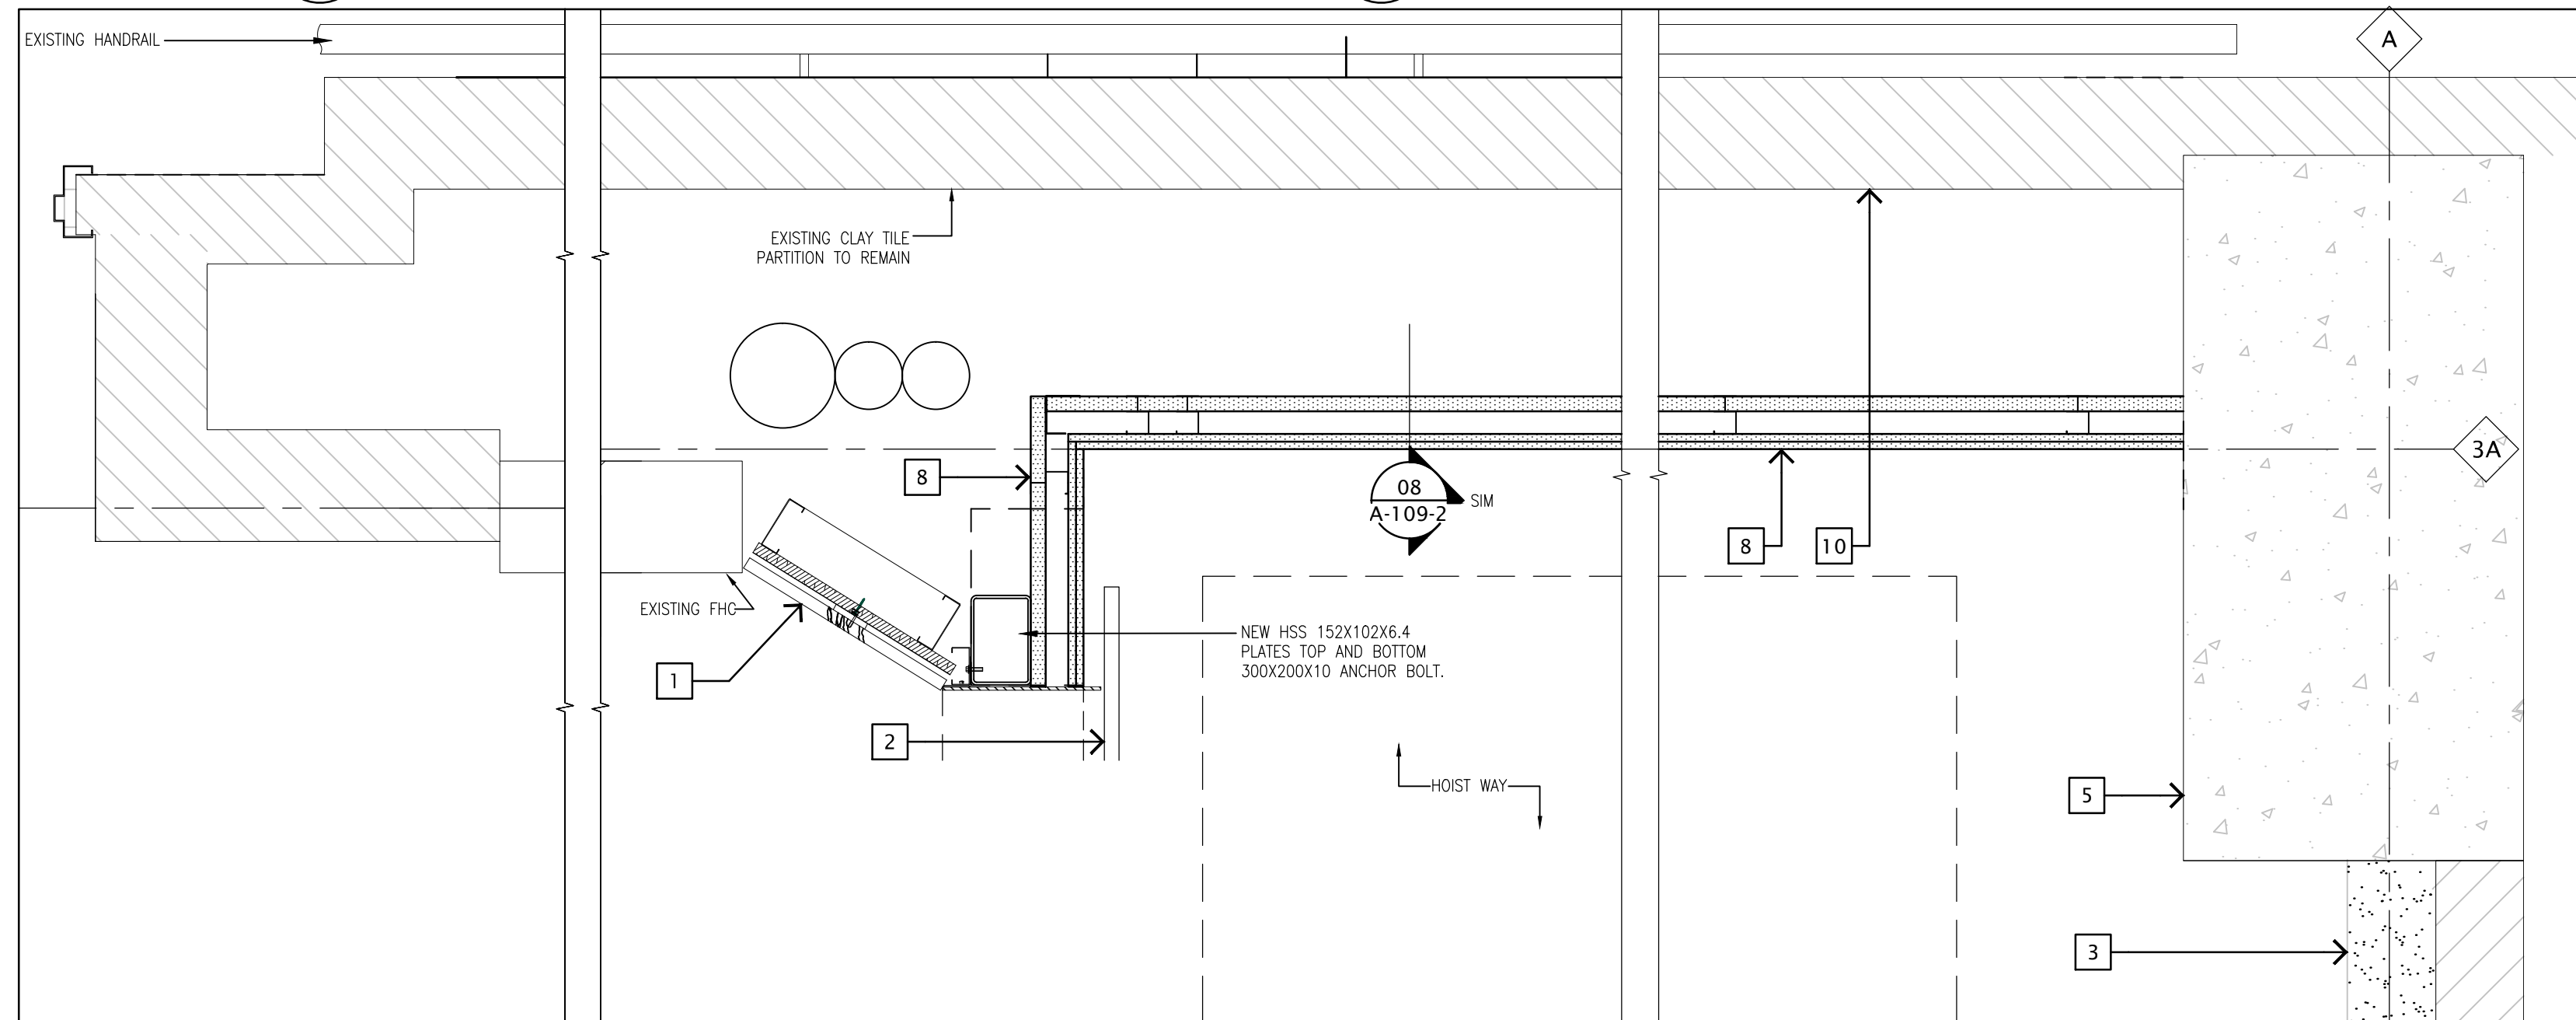 EXISTING HANDRAIL
A
EXISTING CLAY TILE
PARTITION TO REMAIN
8
08
A-109-2
SIM
3A
8
10
EXISTING FHC
NEW HSS 152X102X6.4
PLATES TOP AND BOTTOM
300X200X10 ANCHOR BOLT.
1
2
HOIST WAY
5
3